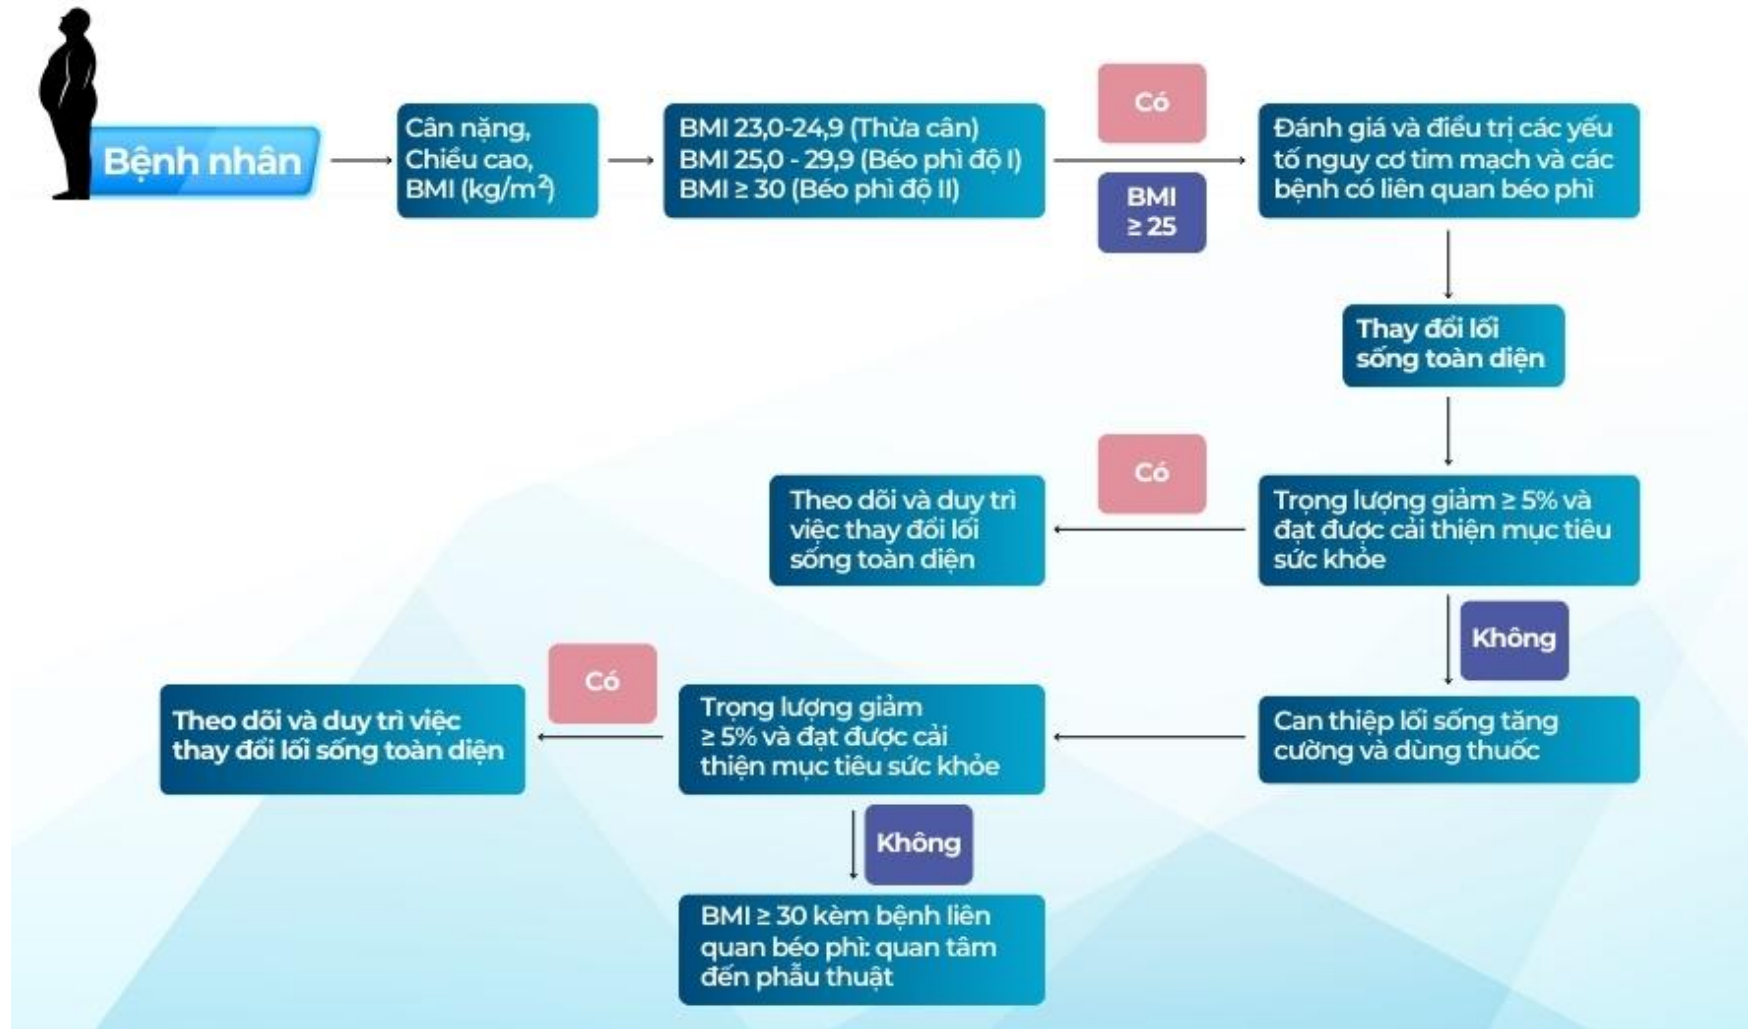 Bệnh nhân
Cân nặng,
Chiều cao,
BMI (kg/m²)
BMI 23,0-24,9 (Thừa cân)
BMI 25,0 - 29,9 (Béo phì độ I)
BMI ≥ 30 (Béo phì độ II)
Có
BMI
≥ 25
Đánh giá và điều trị các yếu
tố nguy cơ tim mạch và các
bệnh có liên quan béo phì
Thay đổi lối
sống toàn diện
Trọng lượng giảm ≥ 5% và
đạt được cải thiện mục tiêu
sức khỏe
Có
Theo dõi và duy trì
việc thay đổi lối
sống toàn diện
Không
Can thiệp lối sống tăng
cường và dùng thuốc
Trọng lượng giảm
≥ 5% và đạt được cải
thiện mục tiêu sức khỏe
Có
Theo dõi và duy trì việc
thay đổi lối sống toàn diện
Không
BMI ≥ 30 kèm bệnh liên
quan béo phì: quan tâm
đến phẫu thuật